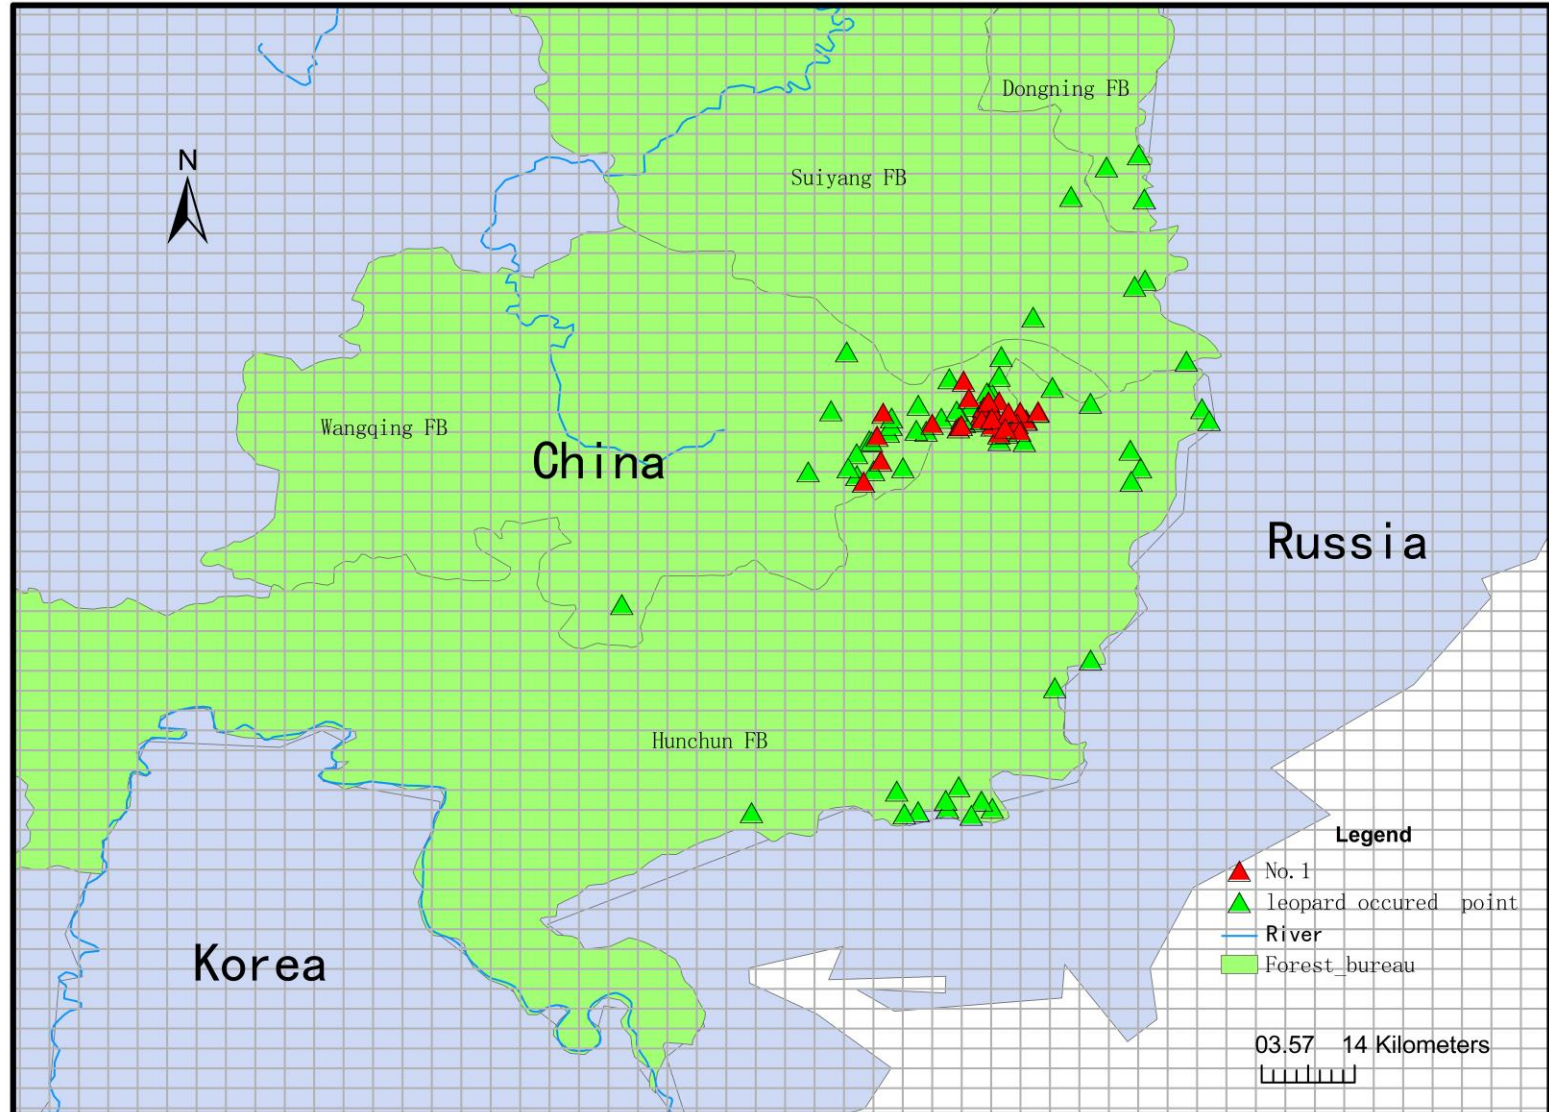 Dongning FB
N
Suiyang FB
Wangqing FB
China
Russia
Hunchun FB
Korea
Legend
No.1
leopard occured point
River
Forest_bureau
03.57 14 Kilometers